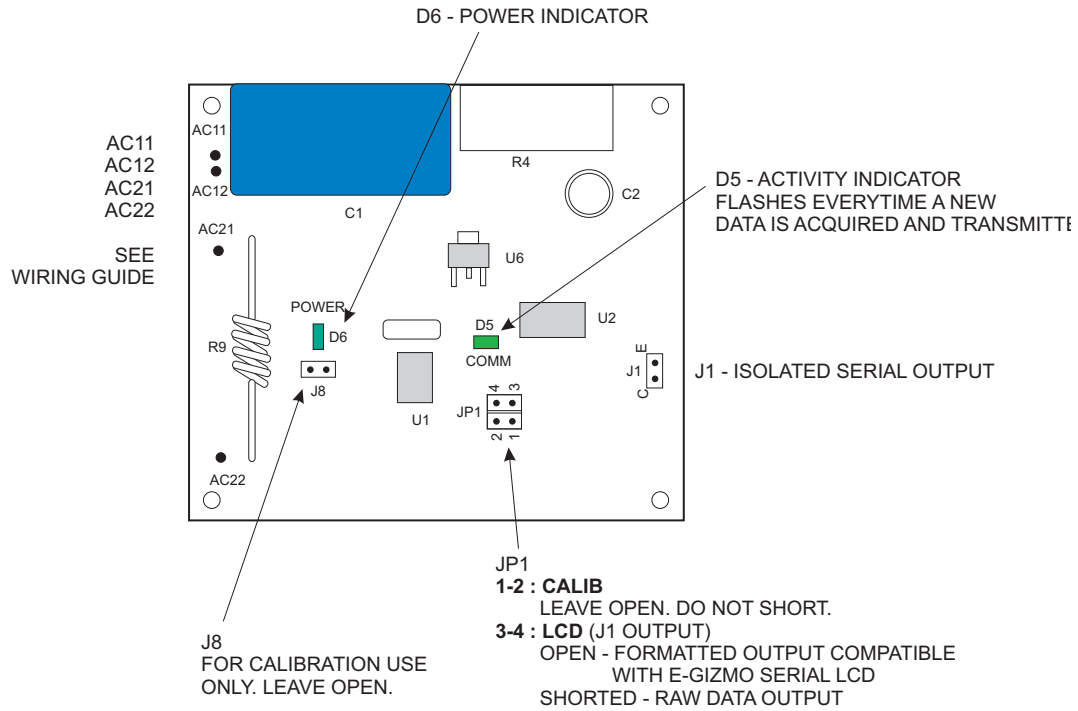 D6 - POWER INDICATOR
AC11
AC12
AC21
AC22
SEE
WIRING GUIDE
AC11
AC12
C1
R4
C2
D5 - ACTIVITY INDICATOR
FLASHES EVERYTIME A NEW
DATA IS ACQUIRED AND TRANSMITTE
AC21
U6
POWER
D6
R9
J8
U1
D5
COMM
U2
E
J1
C
J1 - ISOLATED SERIAL OUTPUT
4 3
JP1
2 1
AC22
JP1
1-2 : CALIB
LEAVE OPEN. DO NOT SHORT.
3-4 : LCD (J1 OUTPUT)
OPEN - FORMATTED OUTPUT COMPATIBLE
WITH E-GIZMO SERIAL LCD
SHORTED - RAW DATA OUTPUT
J8
FOR CALIBRATION USE
ONLY. LEAVE OPEN.